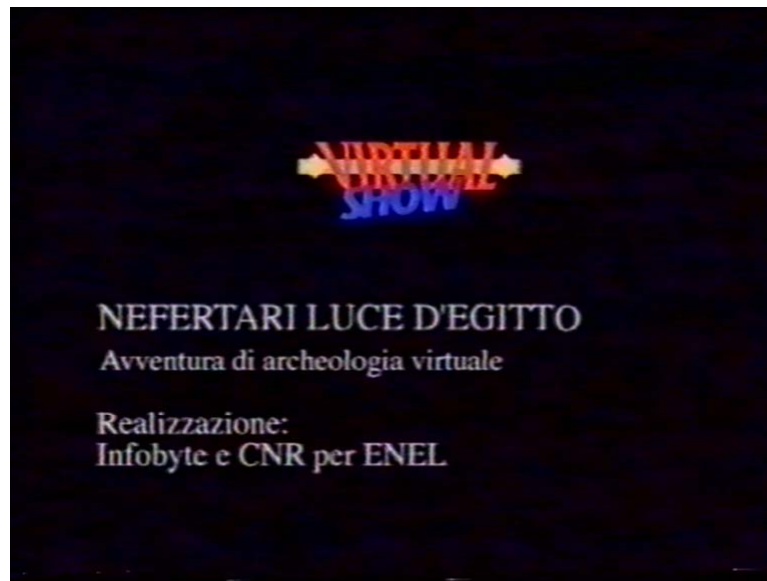 VIRTUAL
SHOW
NEFERTARI LUCE D'EGITTO
Avventura di archeologia virtuale
Realizzazione:
Infobyte e CNR per ENEL